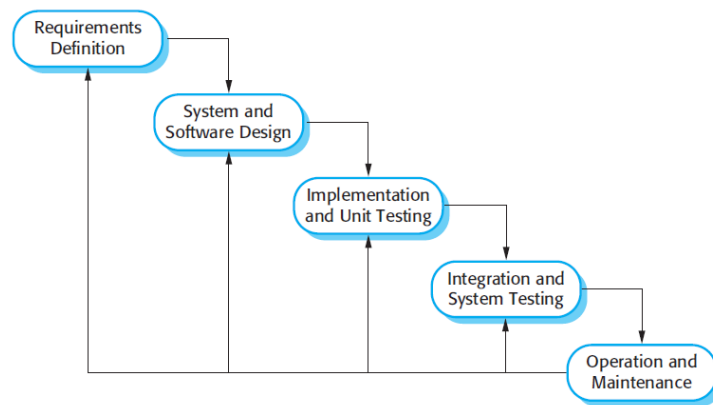 Requirements
Definition
System and
Software Design
Implementation
and Unit Testing
Integration and
System Testing
Operation and
Maintenance